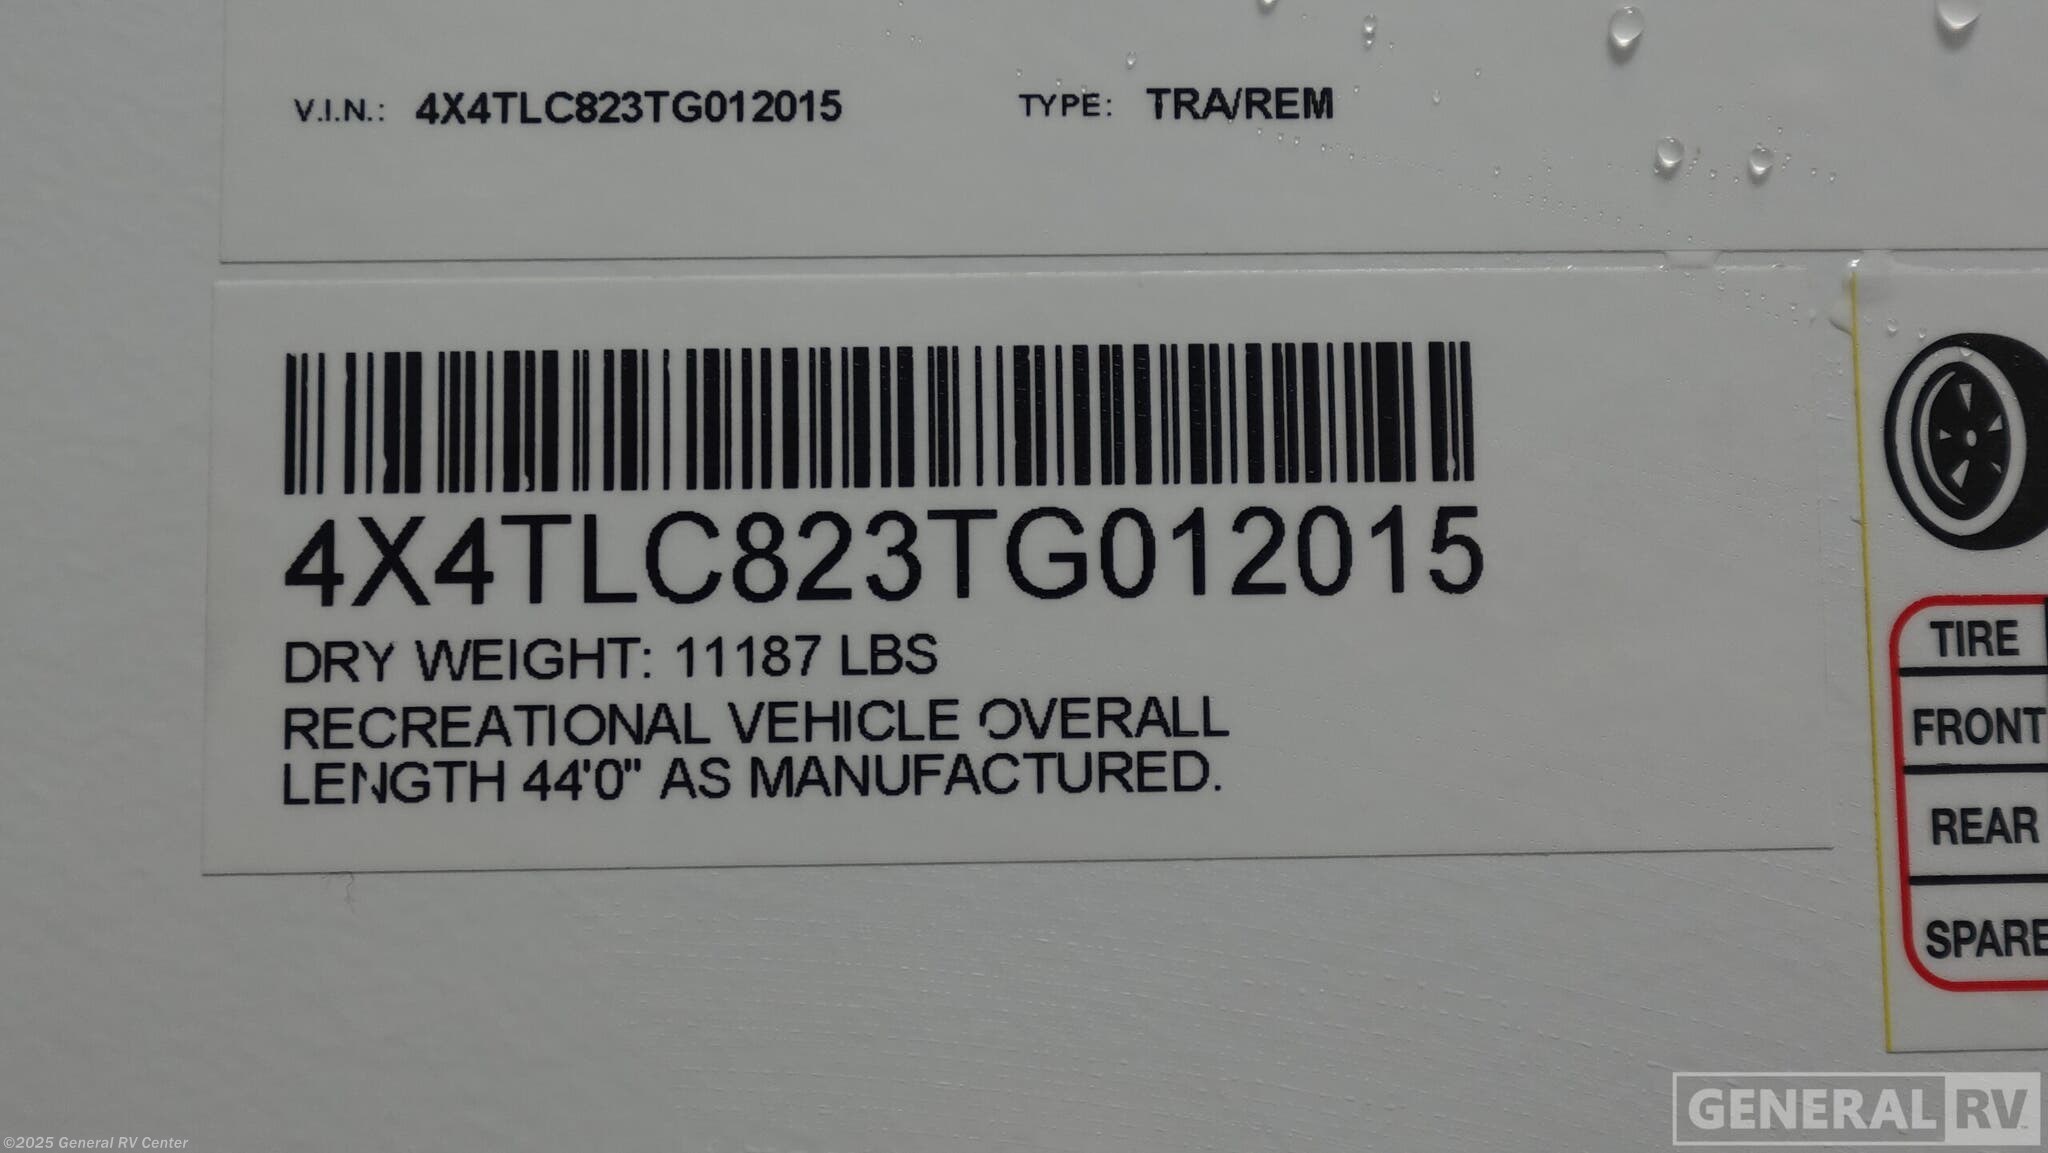 V.I.N.: 4X4TLC823TG012015 TYPE: TRA/REM
4X4TLC823TG012015
DRY WEIGHT: 11187 LBS
RECREATIONAL VEHICLE OVERALL
LENGTH 44'0" AS MANUFACTURED.
TIRE
FRONT
REAR
SPARE
GENERAL RV
©2025 General RV Center